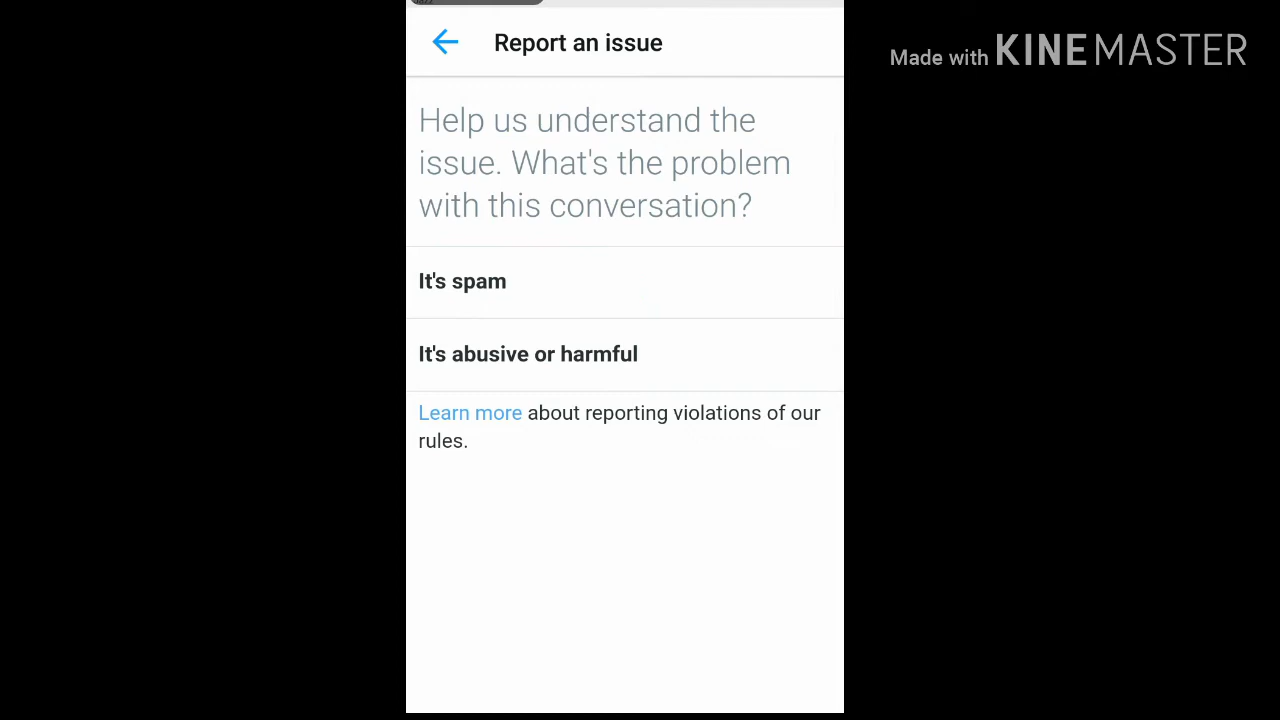 Report an issue
Made with KINEMASTER
Help us understand the
issue. What's the problem
with this conversation?
It's spam
It's abusive or harmful
Learn more about reporting violations of our
rules.